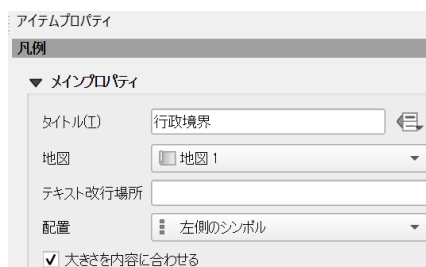 アイテムプロパティ
凡例
▼ メインプロパティ
タイトル(T) 行政境界
地図 地図 1
テキスト改行場所
配置 左側のシンボル
大きさを内容に合わせる